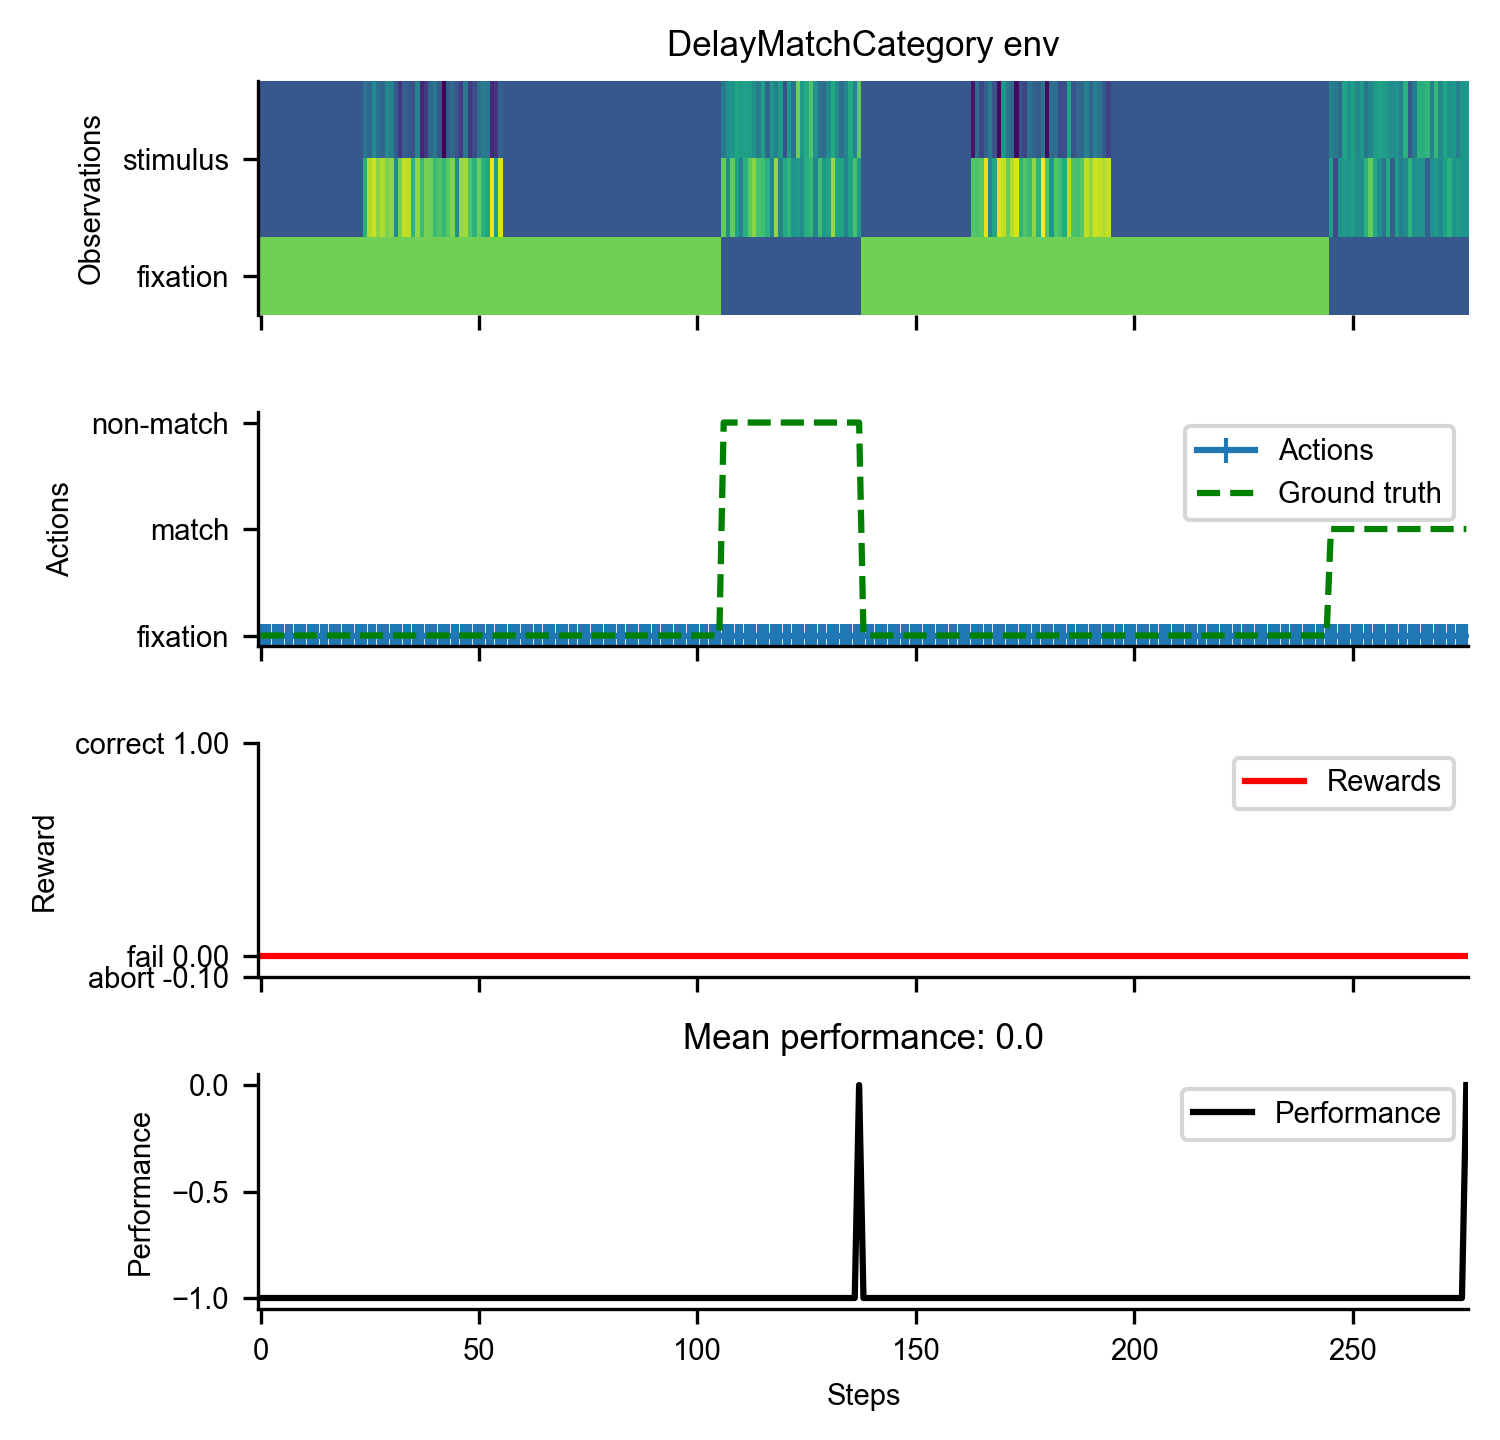 DelayMatchCategory env
Observations
stimulus
fixation
Actions
non-match
match
fixation
Actions
Ground truth
Reward
correct 1.00
fail 0.00
abort -0.10
Rewards
Mean performance: 0.0
Performance
0.0
−0.5
−1.0
Performance
0 50 100 150 200 250
Steps